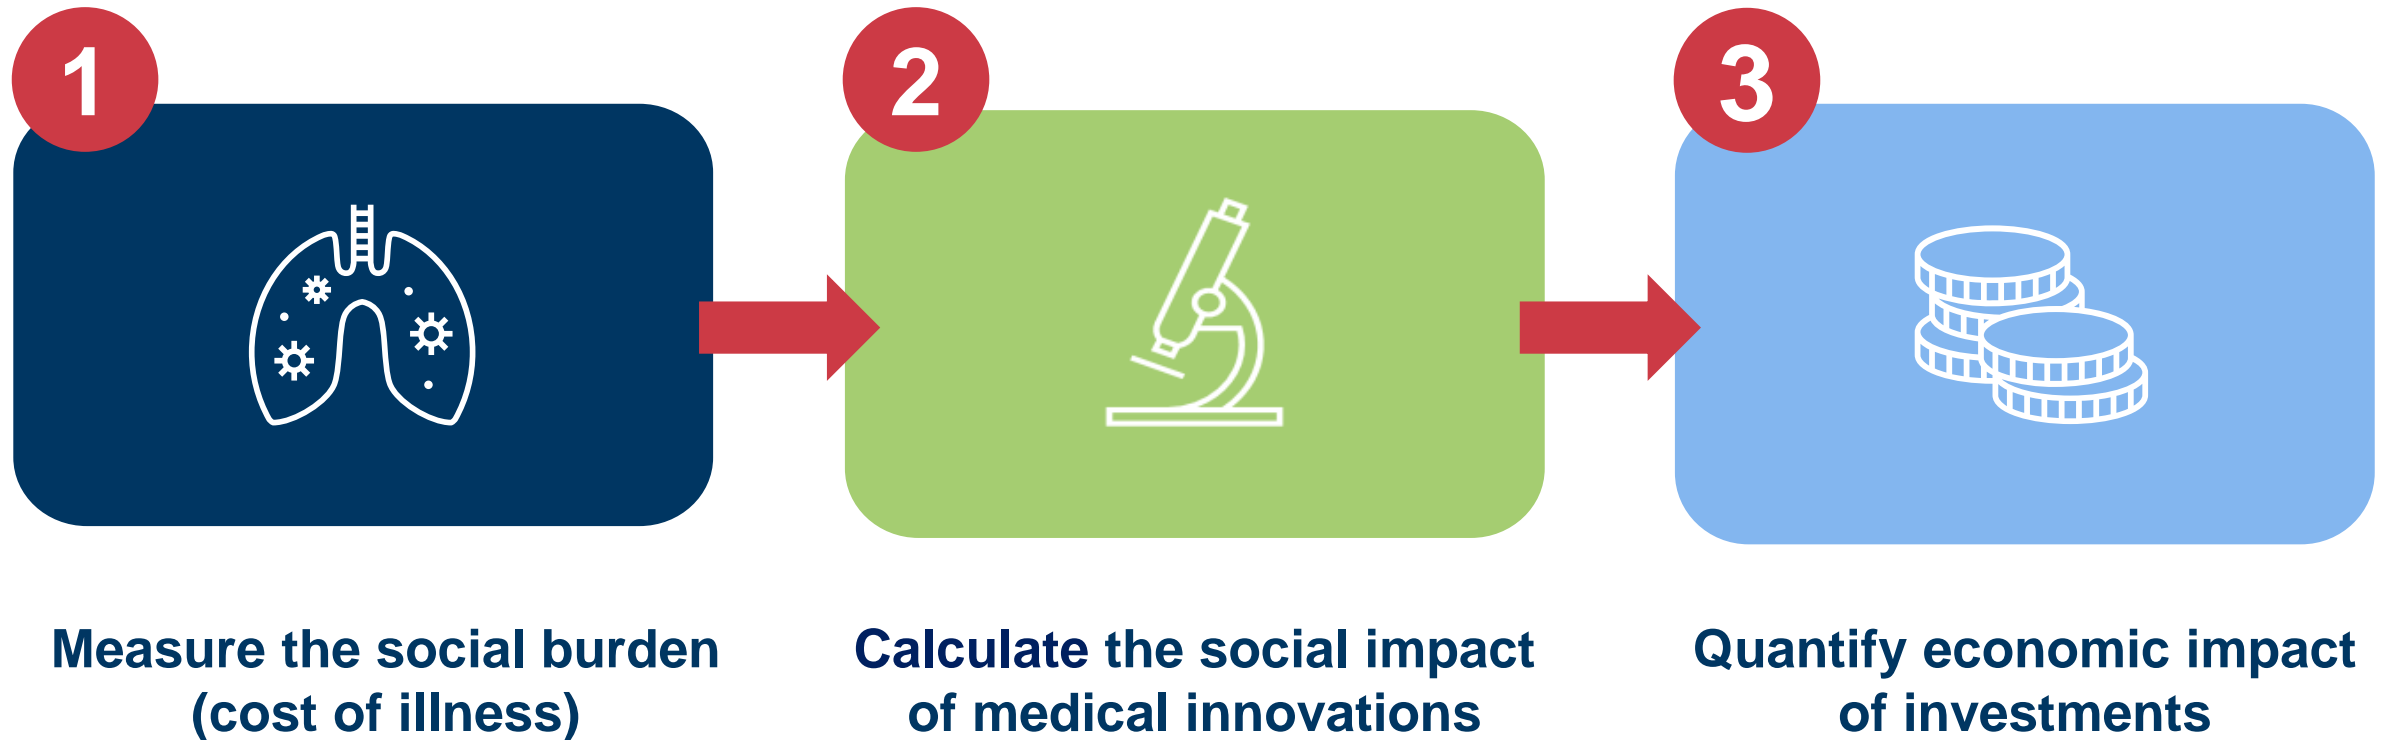 1
Measure the social burden
(cost of illness)
2
Calculate the social impact
of medical innovations
3
Quantify economic impact
of investments